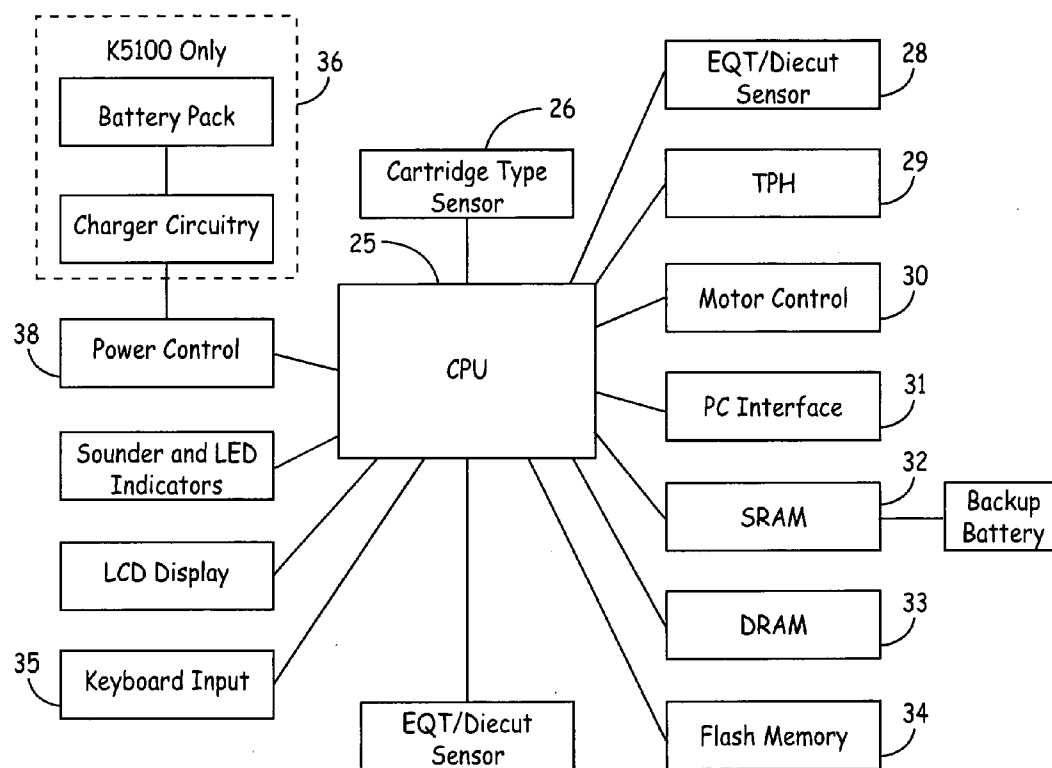 K5100 Only
36
Battery Pack
Charger Circuitry
38
Power Control
Sounder and LED
Indicators
LCD Display
35
Keyboard Input
26
Cartridge Type
Sensor
25
CPU
EQT/Diecut
Sensor
EQT/Diecut
Sensor
28
TPH
29
Motor Control
30
PC Interface
31
SRAM
32
Backup
Battery
DRAM
33
Flash Memory
34